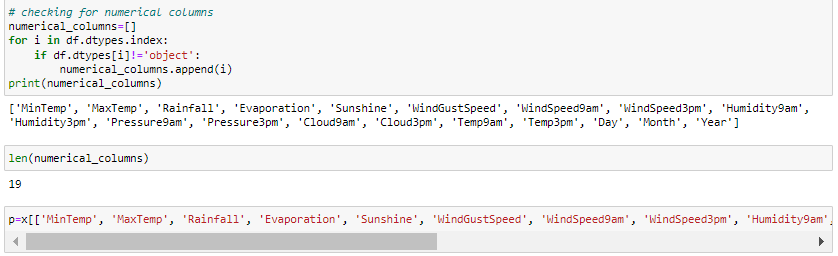 # checking for numerical columns
numerical_columns=[]
for i in df.dtypes.index:
    if df.dtypes[i]!='object':
        numerical_columns.append(i)
print(numerical_columns)
['MinTemp', 'MaxTemp', 'Rainfall', 'Evaporation', 'Sunshine', 'WindGustSpeed', 'WindSpeed9am', 'WindSpeed3pm', 'Humidity9am',
'Humidity3pm', 'Pressure9am', 'Pressure3pm', 'Cloud9am', 'Cloud3pm', 'Temp9am', 'Temp3pm', 'Day', 'Month', 'Year']
len(numerical_columns)
19
p=x[['MinTemp', 'MaxTemp', 'Rainfall', 'Evaporation', 'Sunshine', 'WindGustSpeed', 'WindSpeed9am', 'WindSpeed3pm', 'Humidity9am',